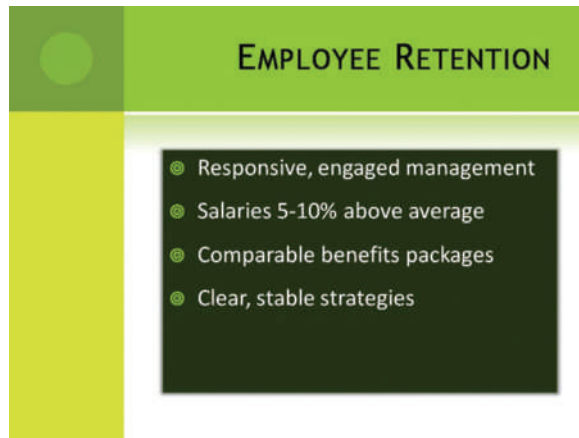 EMPLOYEE RETENTION
Responsive, engaged management
Salaries 5-10% above average
Comparable benefits packages
Clear, stable strategies